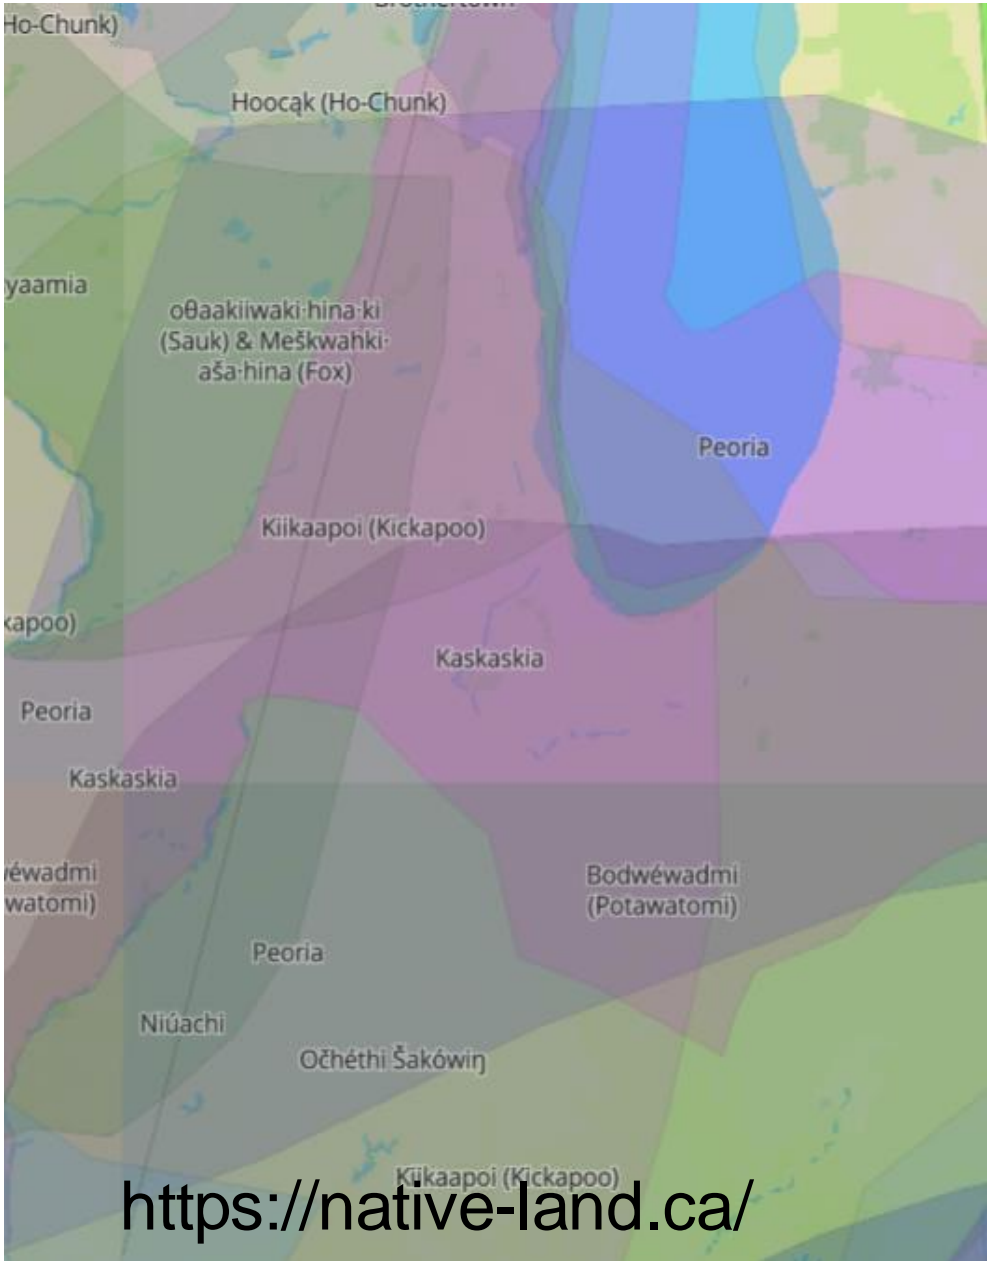 Ho-Chunk)
Hoocąk (Ho-Chunk)
yaamia
oθaakiiwaki·hina·ki
(Sauk) & Meškwahki·
aša·hina (Fox)
Peoria
Kiikaapoi (Kickapoo)
kapoo)
Kaskaskia
Peoria
Kaskaskia
wéwadmi
watomi)
Bodwéwadmi
(Potawatomi)
Peoria
Niúachi
Očhéthi Šakówiŋ
Kiikaapoi (Kickapoo)
https://native-land.ca/